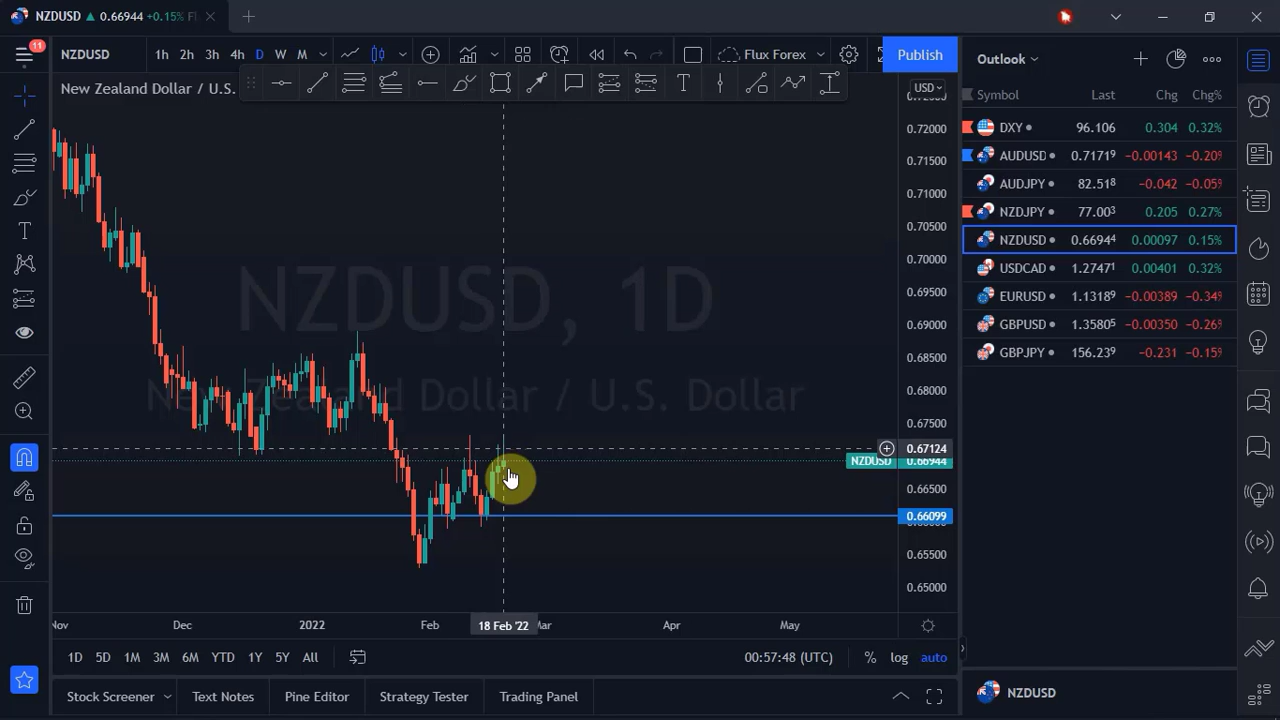 NZDUSD ▲ 0.66944 +0.15% Fl
11
NZDUSD
1h 2h 3h 4h D W M
Flux Forex
Publish
New Zealand Dollar / U.S.
T
USD
0.72000
0.71500
0.71000
0.70500
0.70000
0.69500
0.69000
0.68500
0.68000
0.67500
0.67124
NZDUSD 0.66944
0.66500
0.66099
0.65500
0.65000
NZDUSD, 1D
New Zealand Dollar / U.S. Dollar
Nov Dec 2022 Feb 18 Feb '22 Mar Apr May
1D 5D 1M 3M 6M YTD 1Y 5Y All
00:57:48 (UTC) % log auto
Stock Screener Text Notes Pine Editor Strategy Tester Trading Panel
Outlook
Symbol Last Chg Chg%
DXY 96.106 0.304 0.32%
AUDUSD 0.71719 −0.00143 −0.20%
AUDJPY 82.518 −0.042 −0.05%
NZDJPY 77.003 0.205 0.27%
NZDUSD 0.66944 0.00097 0.15%
USDCAD 1.27471 0.00401 0.32%
EURUSD 1.13189 −0.00389 −0.34%
GBPUSD 1.35805 −0.00350 −0.26%
GBPJPY 156.239 −0.231 −0.15%
NZDUSD